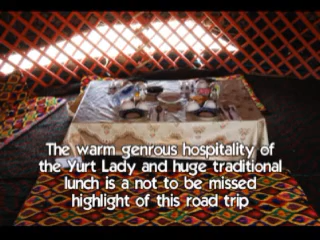 The warm genrous hospitality of
the Yurt Lady and huge traditional
lunch is a not to be missed
highlight of this road trip